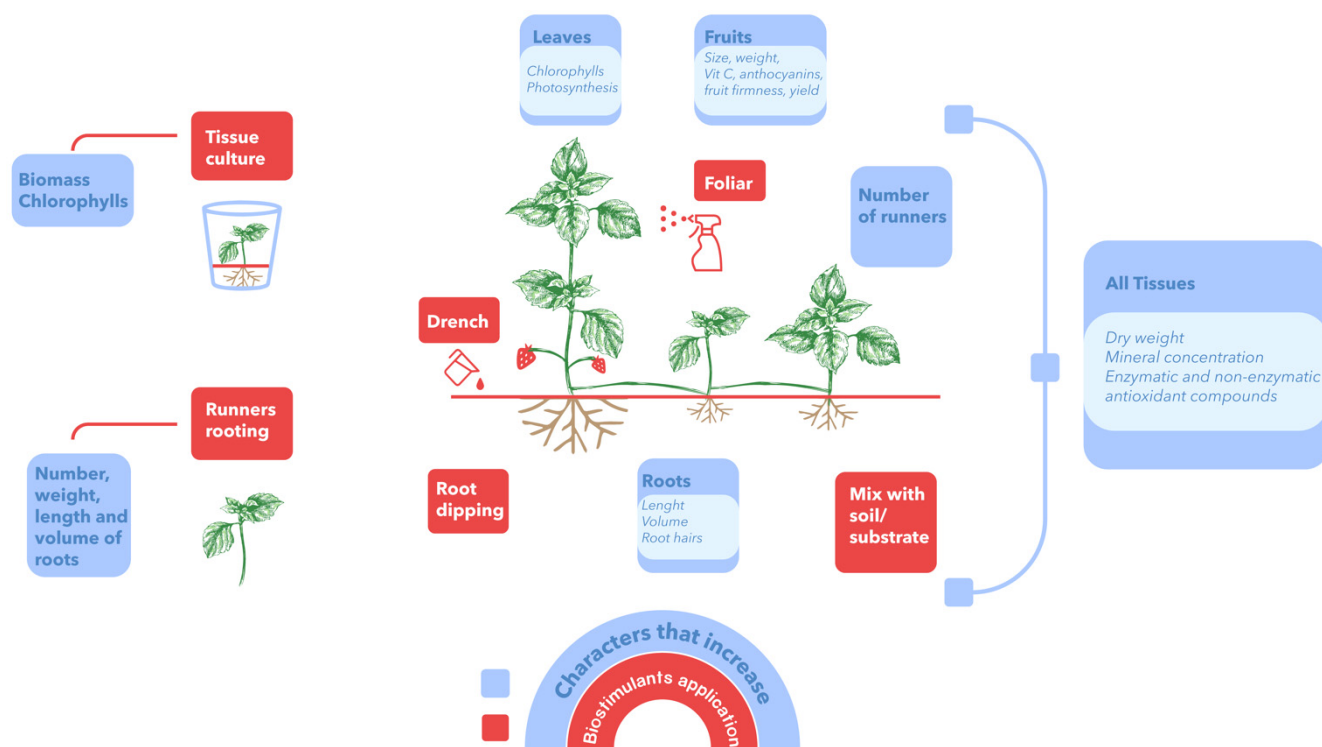 Leaves
Chlorophylls
Photosynthesis
Fruits
Size, weight,
Vit C, anthocyanins,
fruit firmness, yield
Tissue
culture
Biomass
Chlorophylls
Foliar
Number
of runners
All Tissues
Dry weight
Mineral concentration
Enzymatic and non-enzymatic
antioxidant compounds
Drench
Runners
rooting
Number,
weight,
length and
volume of
roots
Root
dipping
Roots
Lenght
Volume
Root hairs
Mix with
soil/
substrate
Characters that increase
Biostimulants application